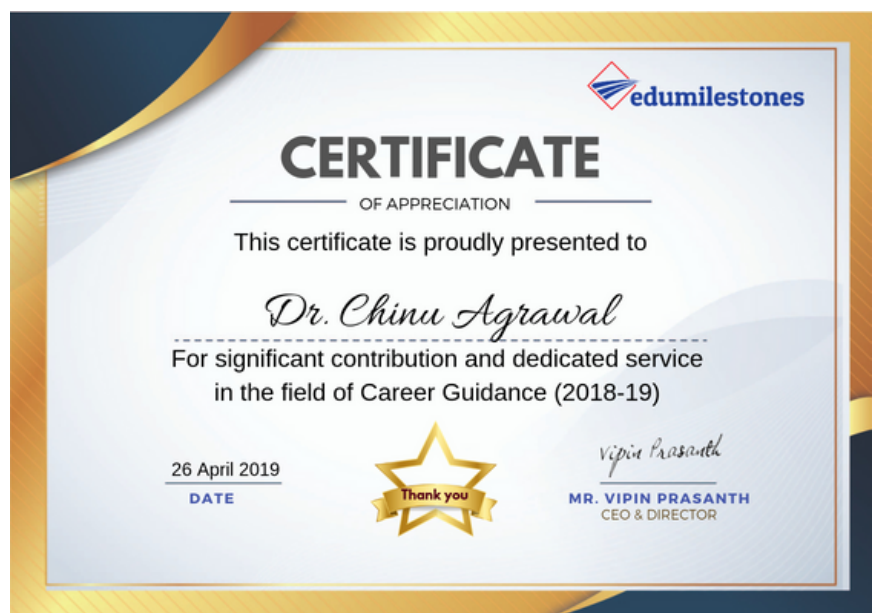 edumilestones
CERTIFICATE
OF APPRECIATION
This certificate is proudly presented to
Dr. Chinu Agrawal
For significant contribution and dedicated service
in the field of Career Guidance (2018-19)
26 April 2019
DATE
Thank you
Vipin Prasanth
MR. VIPIN PRASANTH
CEO & DIRECTOR